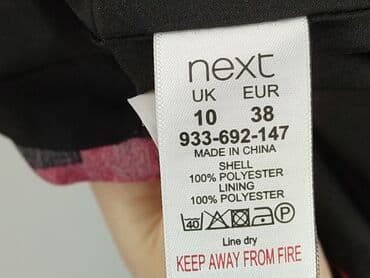 next
UK EUR
10 38
933-692-147
MADE IN CHINA
SHELL
100% POLYESTER
LINING
100% POLYESTER
40 P
Line dry
KEEP AWAY FROM FIRE